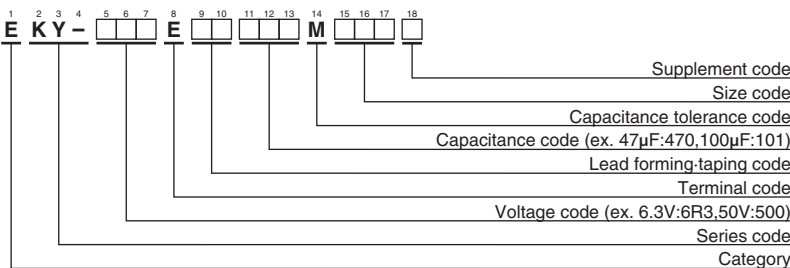 1 2 3 4 5 6 7 8 9 10 11 12 13 14 15 16 17 18
E KY– □□□ E □□ □□□ M □□□ □
Supplement code
Size code
Capacitance tolerance code
Capacitance code (ex. 47µF:470,100µF:101)
Lead forming·taping code
Terminal code
Voltage code (ex. 6.3V:6R3,50V:500)
Series code
Category